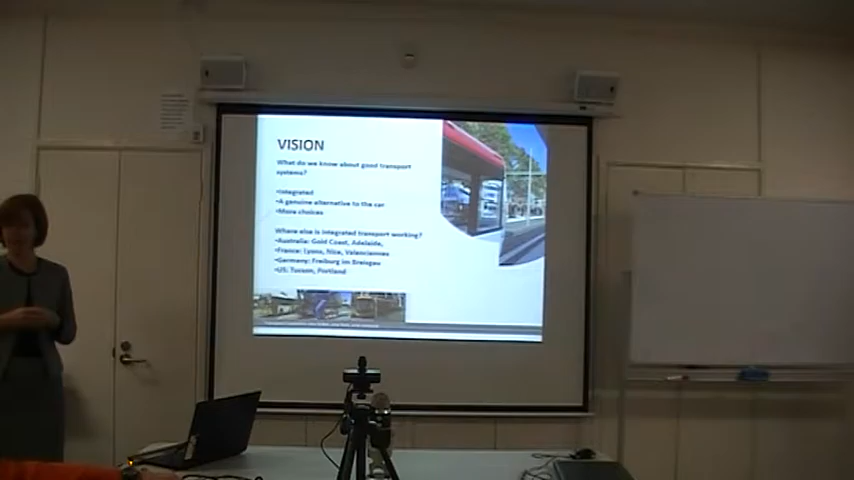 VISION
What do we know about good transport
systems?
•Integrated
•A genuine alternative to the car
•More choices
Where else is integrated transport working?
•Australia: Gold Coast, Adelaide,
•France: Lyons, Nice, Valenciennes
•Germany: Freiburg im Breisgau
•US: Tucson, Portland